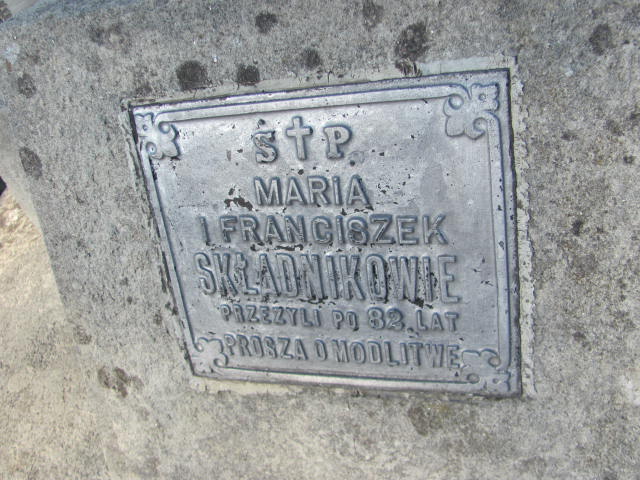 Ś✝P.
MARIA
I FRANCISZEK
SKŁADNIKOWIE
PRZEŻYLI PO 82 LAT
PROSZĄ O MODLITWĘ